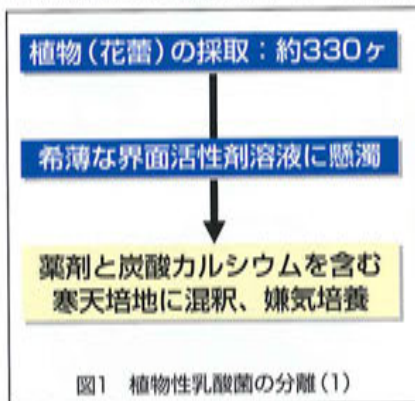 植物(花蕾)の採取：約330ヶ
希薄な界面活性剤溶液に懸濁
薬剤と炭酸カルシウムを含む
寒天培地に混釈、嫌気培養
図1　植物性乳酸菌の分離(1)